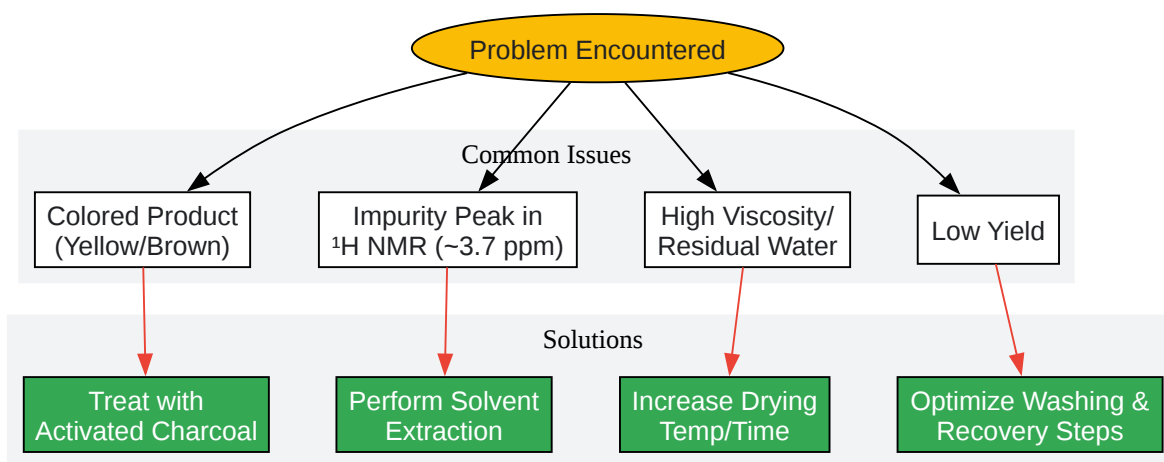 Problem Encountered
Common Issues
Colored Product
(Yellow/Brown)
Impurity Peak in
¹H NMR (~3.7 ppm)
High Viscosity/
Residual Water
Low Yield
Solutions
Treat with
Activated Charcoal
Perform Solvent
Extraction
Increase Drying
Temp/Time
Optimize Washing &
Recovery Steps